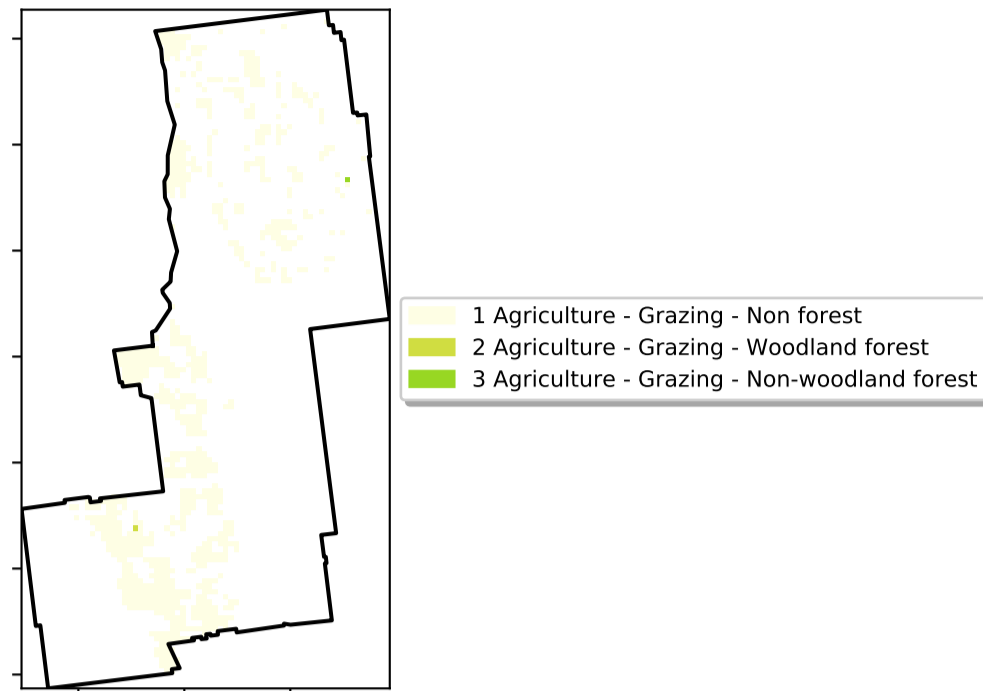 1 Agriculture - Grazing - Non forest
2 Agriculture - Grazing - Woodland forest
3 Agriculture - Grazing - Non-woodland forest